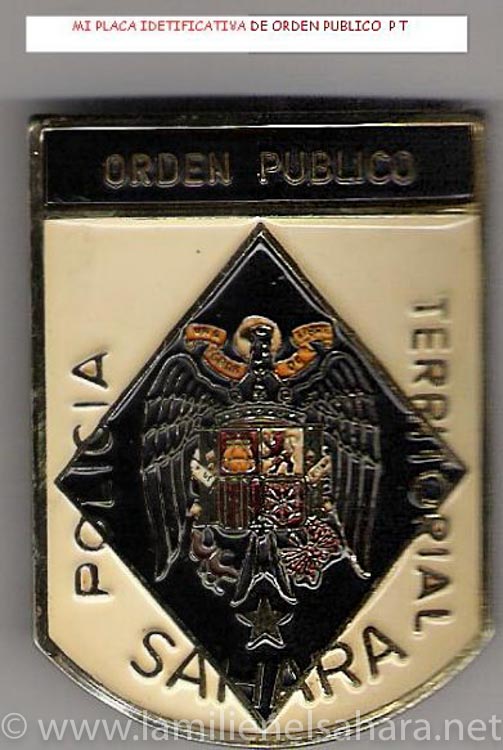 MI PLACA IDETIFICATIVA DE ORDEN PUBLICO P T
ORDEN PUBLICO
POLICIA
TERRITORIAL
SAHARA
© www.lamilienelsahara.net